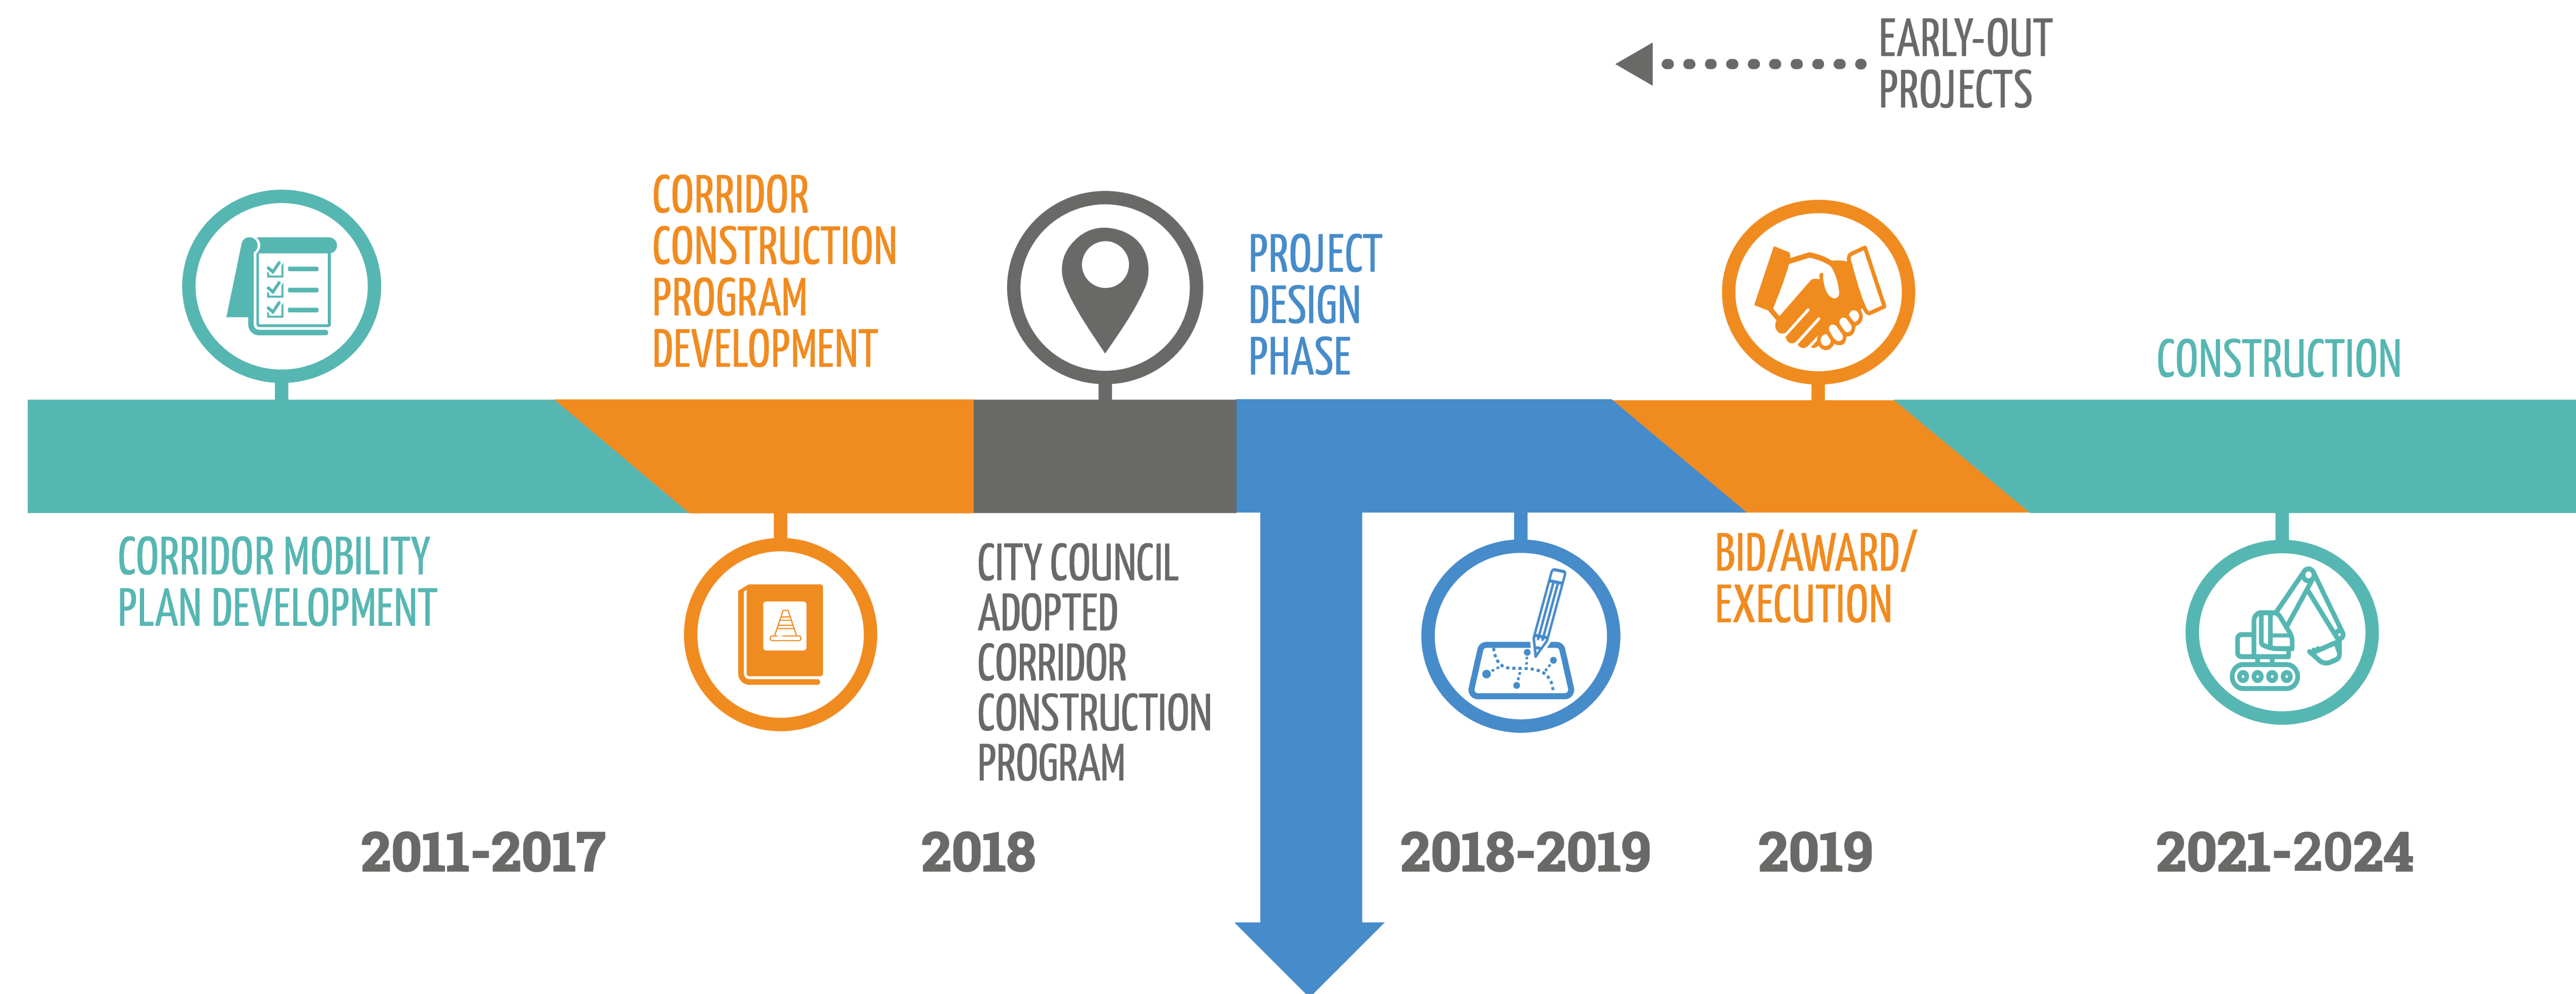 EARLY-OUT
PROJECTS
CORRIDOR
CONSTRUCTION
PROGRAM
DEVELOPMENT
PROJECT
DESIGN
PHASE
CONSTRUCTION
CORRIDOR MOBILITY
PLAN DEVELOPMENT
CITY COUNCIL
ADOPTED
CORRIDOR
CONSTRUCTION
PROGRAM
BID/AWARD/
EXECUTION
2011-2017
2018
2018-2019
2019
2021-2024